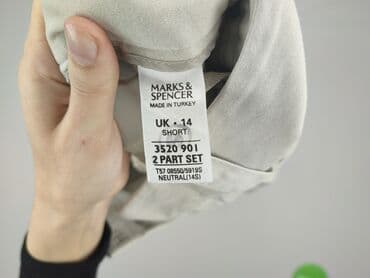 MARKS &
SPENCER
MADE IN TURKEY
UK • 14
SHORT
3520 901
2 PART SET
T57 08550/5919S
NEUTRAL(14S)